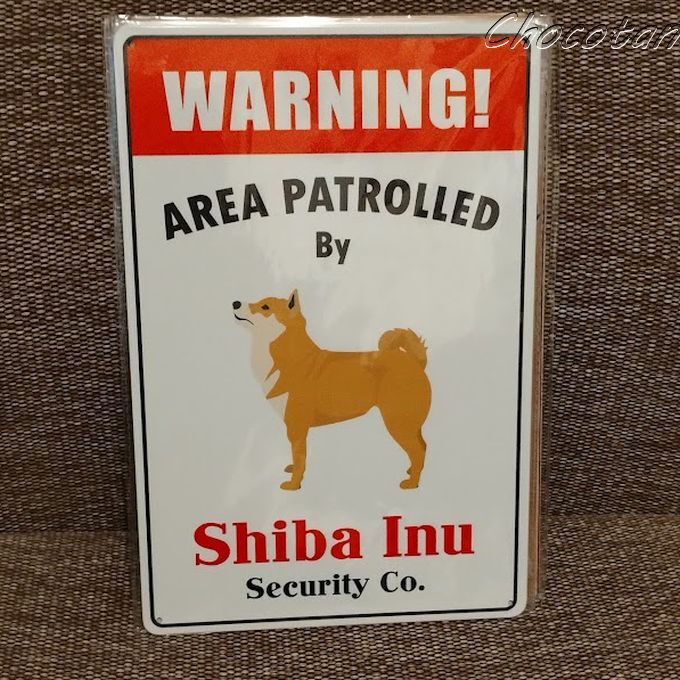 Chocotan
WARNING!
AREA PATROLLED
By
Shiba Inu
Security Co.